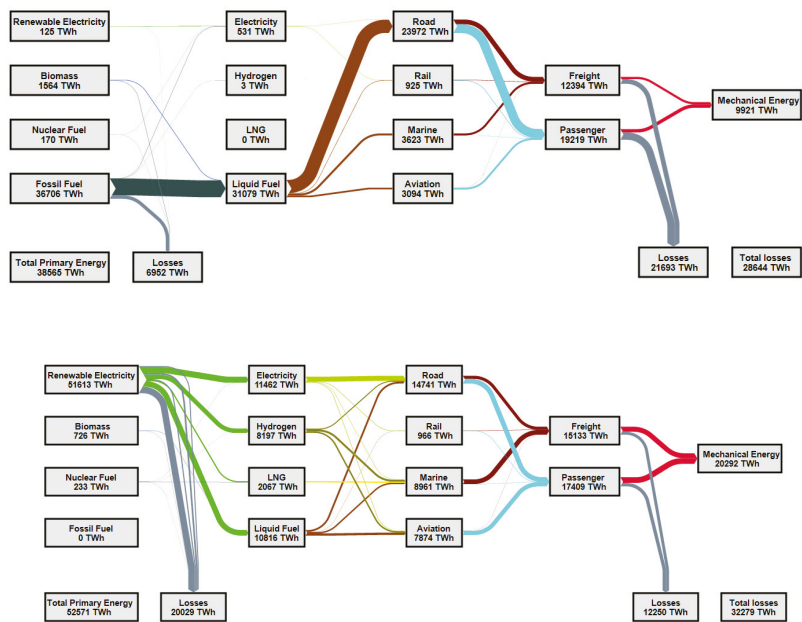 Renewable Electricity
125 TWh
Electricity
531 TWh
Road
23972 TWh
Biomass
1564 TWh
Hydrogen
3 TWh
Rail
925 TWh
Freight
12394 TWh
Mechanical Energy
9921 TWh
Nuclear Fuel
170 TWh
LNG
0 TWh
Marine
3623 TWh
Passenger
19219 TWh
Fossil Fuel
36706 TWh
Liquid Fuel
31079 TWh
Aviation
3094 TWh
Total Primary Energy
38565 TWh
Losses
6952 TWh
Losses
21693 TWh
Total losses
28644 TWh
Renewable Electricity
51613 TWh
Electricity
11462 TWh
Road
14741 TWh
Biomass
726 TWh
Hydrogen
8197 TWh
Rail
966 TWh
Freight
15133 TWh
Mechanical Energy
20292 TWh
Nuclear Fuel
233 TWh
LNG
2067 TWh
Marine
8961 TWh
Passenger
17409 TWh
Fossil Fuel
0 TWh
Liquid Fuel
10816 TWh
Aviation
7874 TWh
Total Primary Energy
52571 TWh
Losses
20029 TWh
Losses
12250 TWh
Total losses
32279 TWh